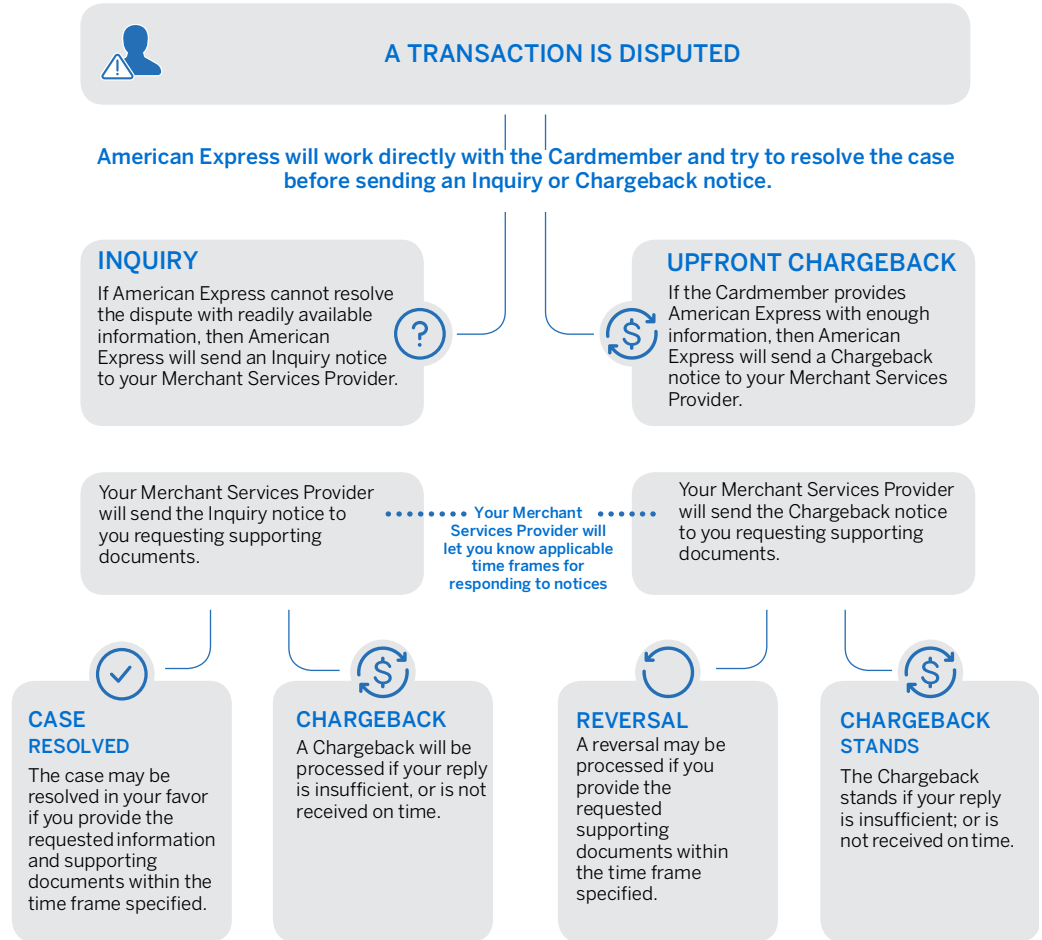 A TRANSACTION IS DISPUTED
American Express will work directly with the Cardmember and try to resolve the case
before sending an Inquiry or Chargeback notice.
INQUIRY
If American Express cannot resolve
the dispute with readily available
information, then American
Express will send an Inquiry notice
to your Merchant Services Provider.
?
UPFRONT CHARGEBACK
If the Cardmember provides
American Express with enough
information, then American
Express will send a Chargeback
notice to your Merchant Services
Provider.
$
Your Merchant Services Provider
will send the Inquiry notice to
you requesting supporting
documents.
Your Merchant
Services Provider will
let you know applicable
time frames for
responding to notices
Your Merchant Services Provider
will send the Chargeback notice
to you requesting supporting
documents.
CASE
RESOLVED
The case may be
resolved in your favor
if you provide the
requested information
and supporting
documents within the
time frame specified.
$
CHARGEBACK
A Chargeback will be
processed if your reply
is insufficient, or is not
received on time.
REVERSAL
A reversal may be
processed if you
provide the
requested
supporting
documents within
the time frame
specified.
$
CHARGEBACK
STANDS
The Chargeback
stands if your reply
is insufficient; or is
not received on time.